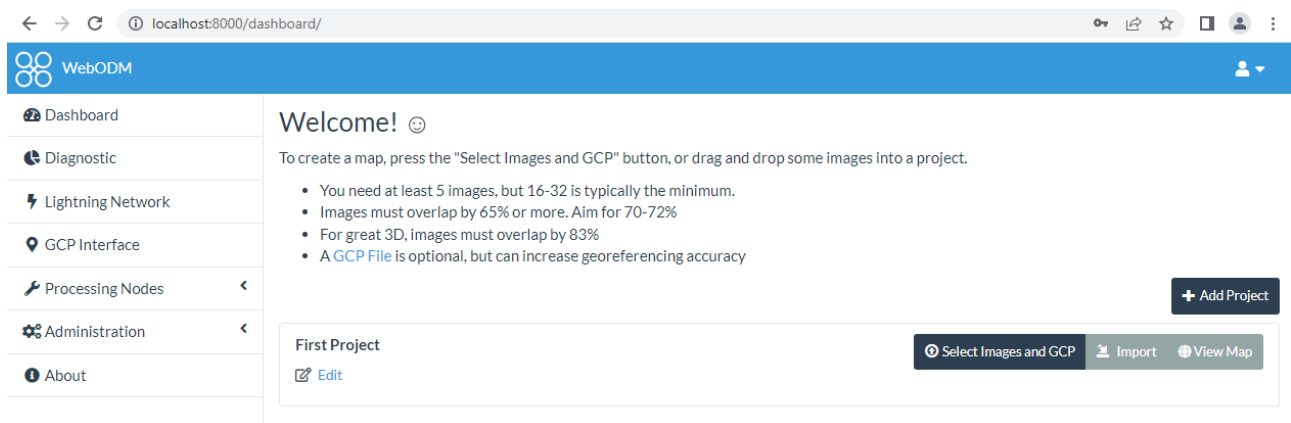 localhost:8000/dashboard/
WebODM
Dashboard
Diagnostic
Lightning Network
GCP Interface
Processing Nodes
Administration
About
Welcome!
To create a map, press the "Select Images and GCP" button, or drag and drop some images into a project.
• You need at least 5 images, but 16-32 is typically the minimum.
• Images must overlap by 65% or more. Aim for 70-72%
• For great 3D, images must overlap by 83%
• A GCP File is optional, but can increase georeferencing accuracy
+ Add Project
First Project
Select Images and GCP Import View Map
Edit